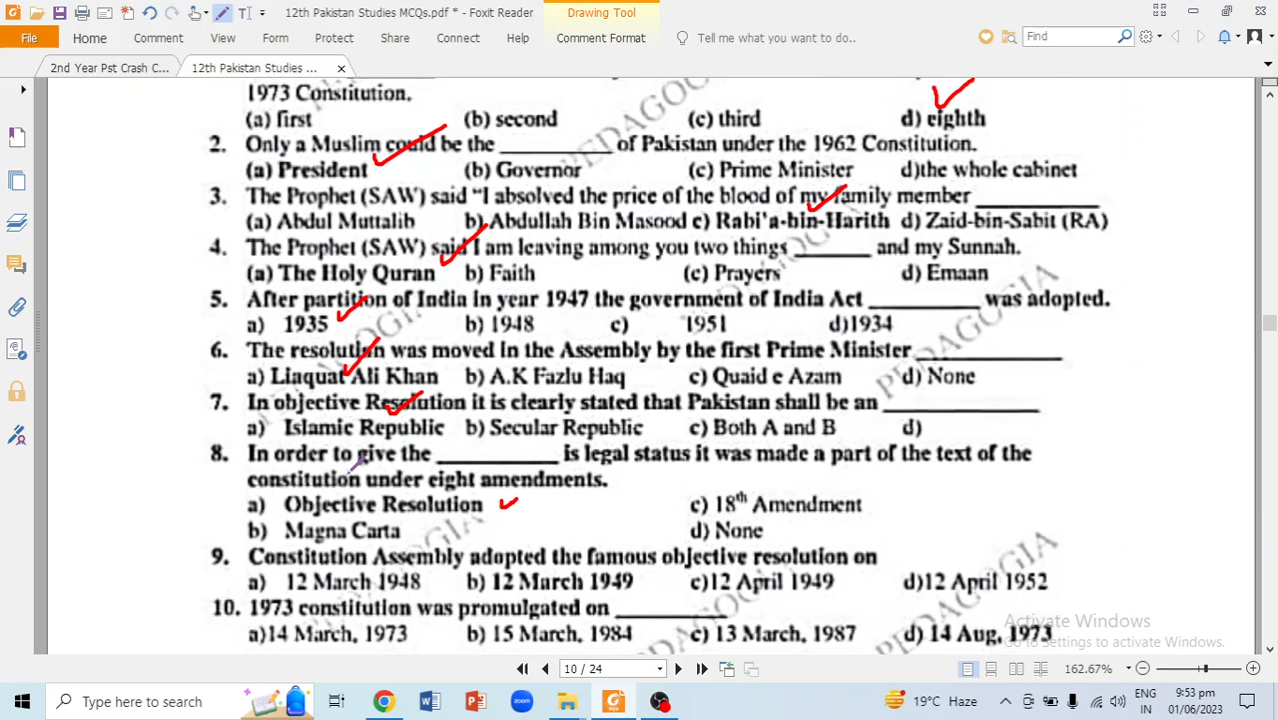 12th Pakistan Studies MCQs.pdf * - Foxit Reader
Drawing Tool
File Home Comment View Form Protect Share Connect Help Comment Format Tell me what you want to do.. Find
2nd Year Pst Crash C... 12th Pakistan Studies ...
1973 Constitution.
(a) first (b) second (c) third d) eighth
2. Only a Muslim could be the __________ of Pakistan under the 1962 Constitution.
(a) President (b) Governor (c) Prime Minister d)the whole cabinet
3. The Prophet (SAW) said "I absolved the price of the blood of my family member __________
(a) Abdul Muttalib b) Abdullah Bin Masood c) Rabi'a-bin-Harith d) Zaid-bin-Sabit (RA)
4. The Prophet (SAW) said I am leaving among you two things ______ and my Sunnah.
(a) The Holy Quran b) Faith (c) Prayers d) Emaan
5. After partition of India in year 1947 the government of India Act _________ was adopted.
a) 1935 b) 1948 c) 1951 d)1934
6. The resolution was moved in the Assembly by the first Prime Minister ____________
a) Liaquat Ali Khan b) A.K Fazlu Haq c) Quaid e Azam d) None
7. In objective Resolution it is clearly stated that Pakistan shall be an ____________
a) Islamic Republic b) Secular Republic c) Both A and B d)
8. In order to give the __________ is legal status it was made a part of the text of the
constitution under eight amendments.
a) Objective Resolution c) 18th Amendment
b) Magna Carta d) None
9. Constitution Assembly adopted the famous objective resolution on
a) 12 March 1948 b) 12 March 1949 c)12 April 1949 d)12 April 1952
10. 1973 constitution was promulgated on _________
a)14 March, 1973 b) 15 March, 1984 c) 13 March, 1987 d) 14 Aug, 1973
PEDAGOGIA
PEDAGOGIA
PEDAGOGIA
PEDAGOGIA
Activate Windows
Go to Settings to activate Windows.
10 / 24 162.67%
Type here to search zoom 19°C Haze ENG 9:53 pm
IN 01/06/2023